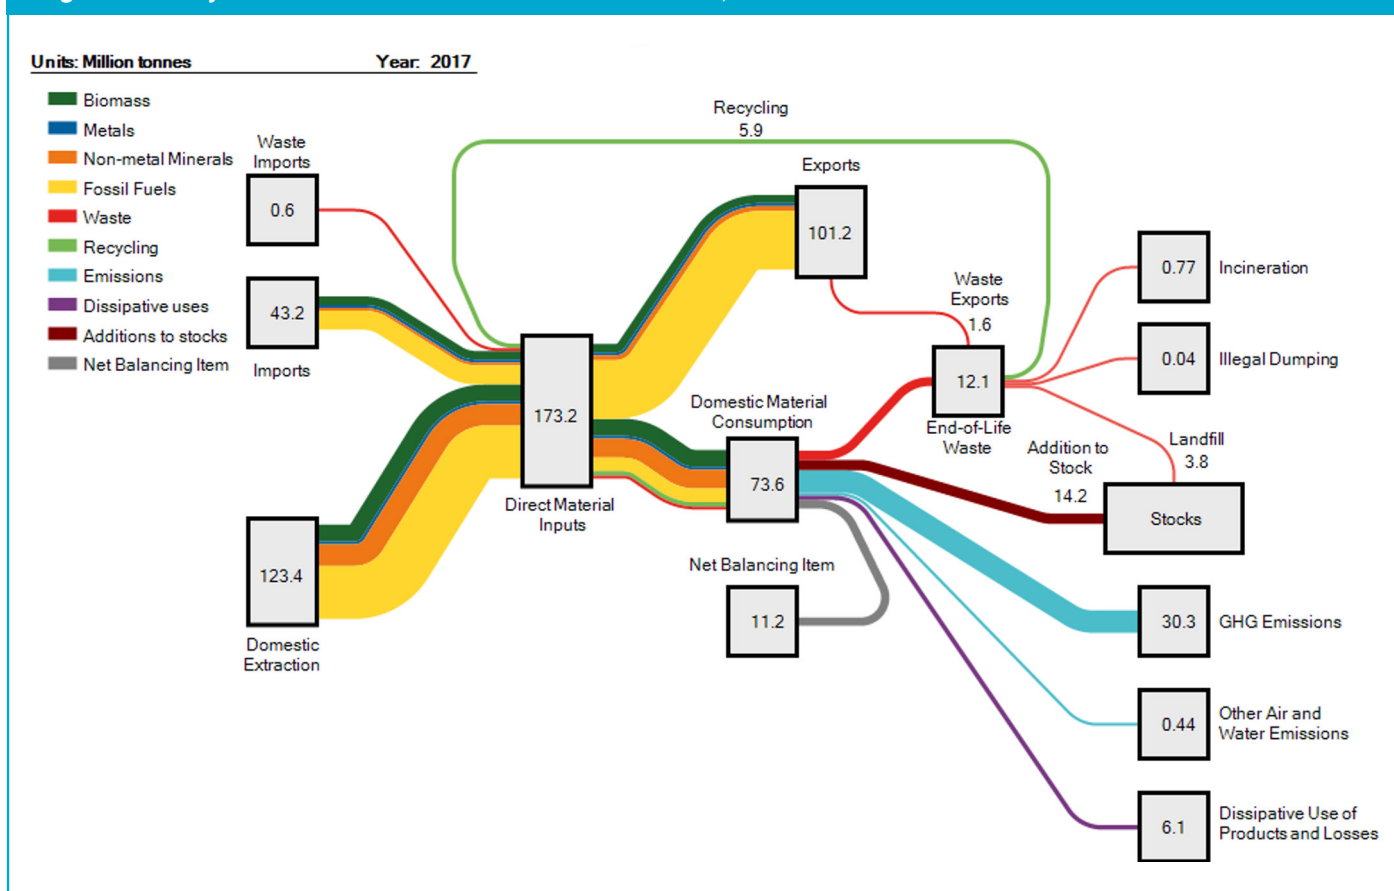 Units: Million tonnes
Year: 2017
Biomass
Metals
Non-metal Minerals
Fossil Fuels
Waste
Recycling
Emissions
Dissipative uses
Additions to stocks
Net Balancing Item
Waste
Imports
0.6
43.2
Imports
123.4
Domestic
Extraction
Recycling
5.9
173.2
Direct Material
Inputs
Exports
101.2
Domestic Material
Consumption
73.6
Net Balancing Item
11.2
Waste
Exports
1.6
12.1
End-of-Life
Waste
Addition to
Stock
14.2
Landfill
3.8
Stocks
0.77
Incineration
0.04
Illegal Dumping
30.3
GHG Emissions
0.44
Other Air and
Water Emissions
6.1
Dissipative Use of
Products and Losses